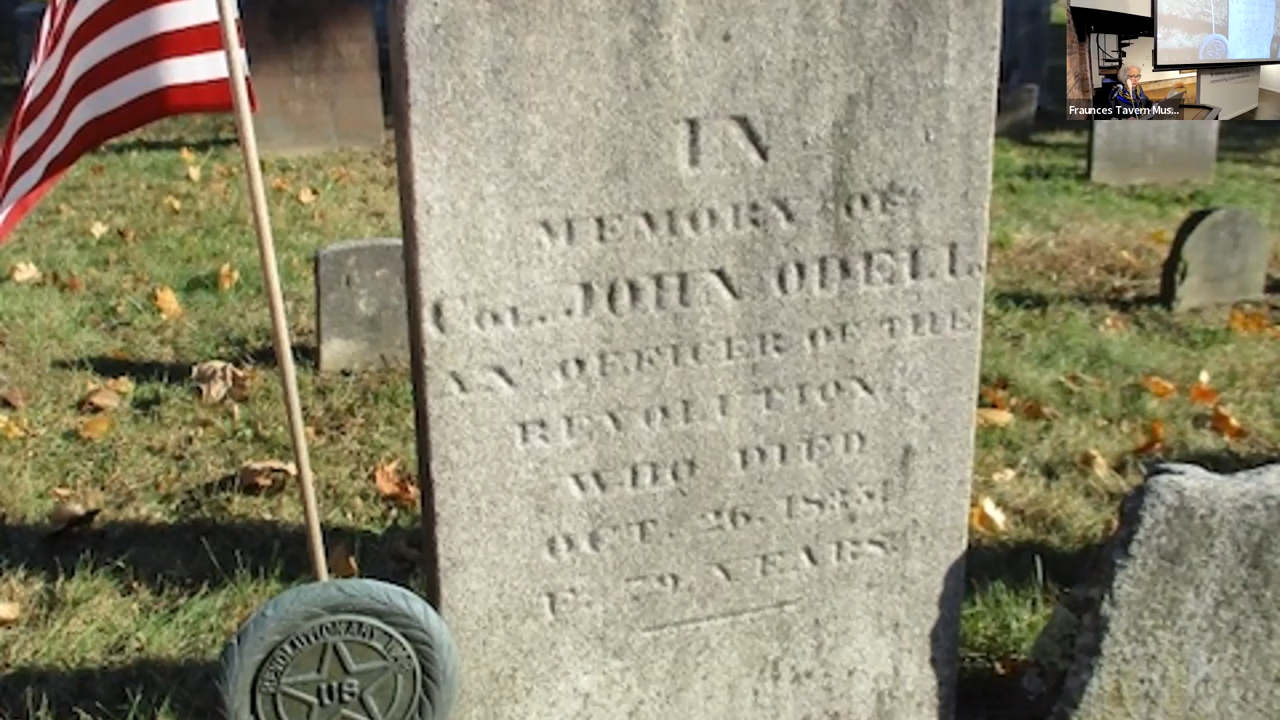 IN
MEMORY OF
COL. JOHN ODELL
AN OFFICER OF THE
REVOLUTION
WHO DIED
OCT. 26. 1835
Æ. 79 YEARS
REVOLUTIONARY WAR
US
Fraunces Tavern Mus...